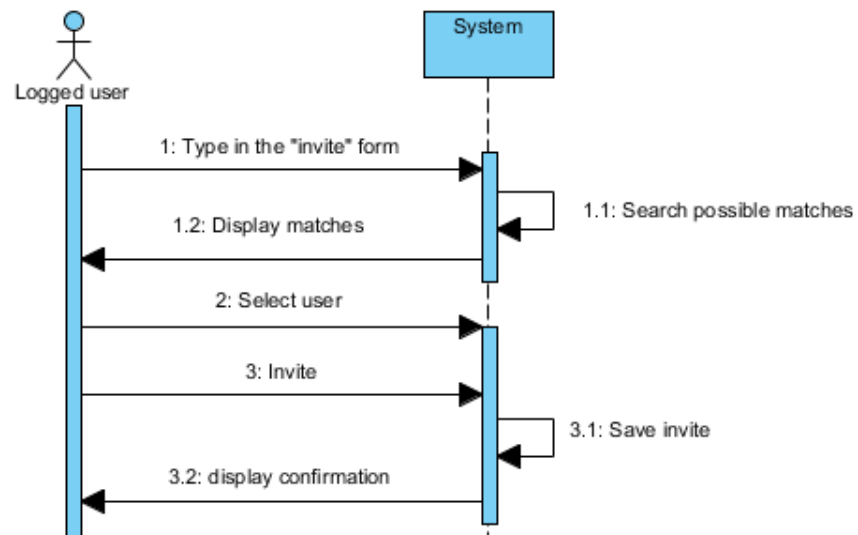 System
Logged user
1: Type in the "invite" form
1.1: Search possible matches
1.2: Display matches
2: Select user
3: Invite
3.1: Save invite
3.2: display confirmation